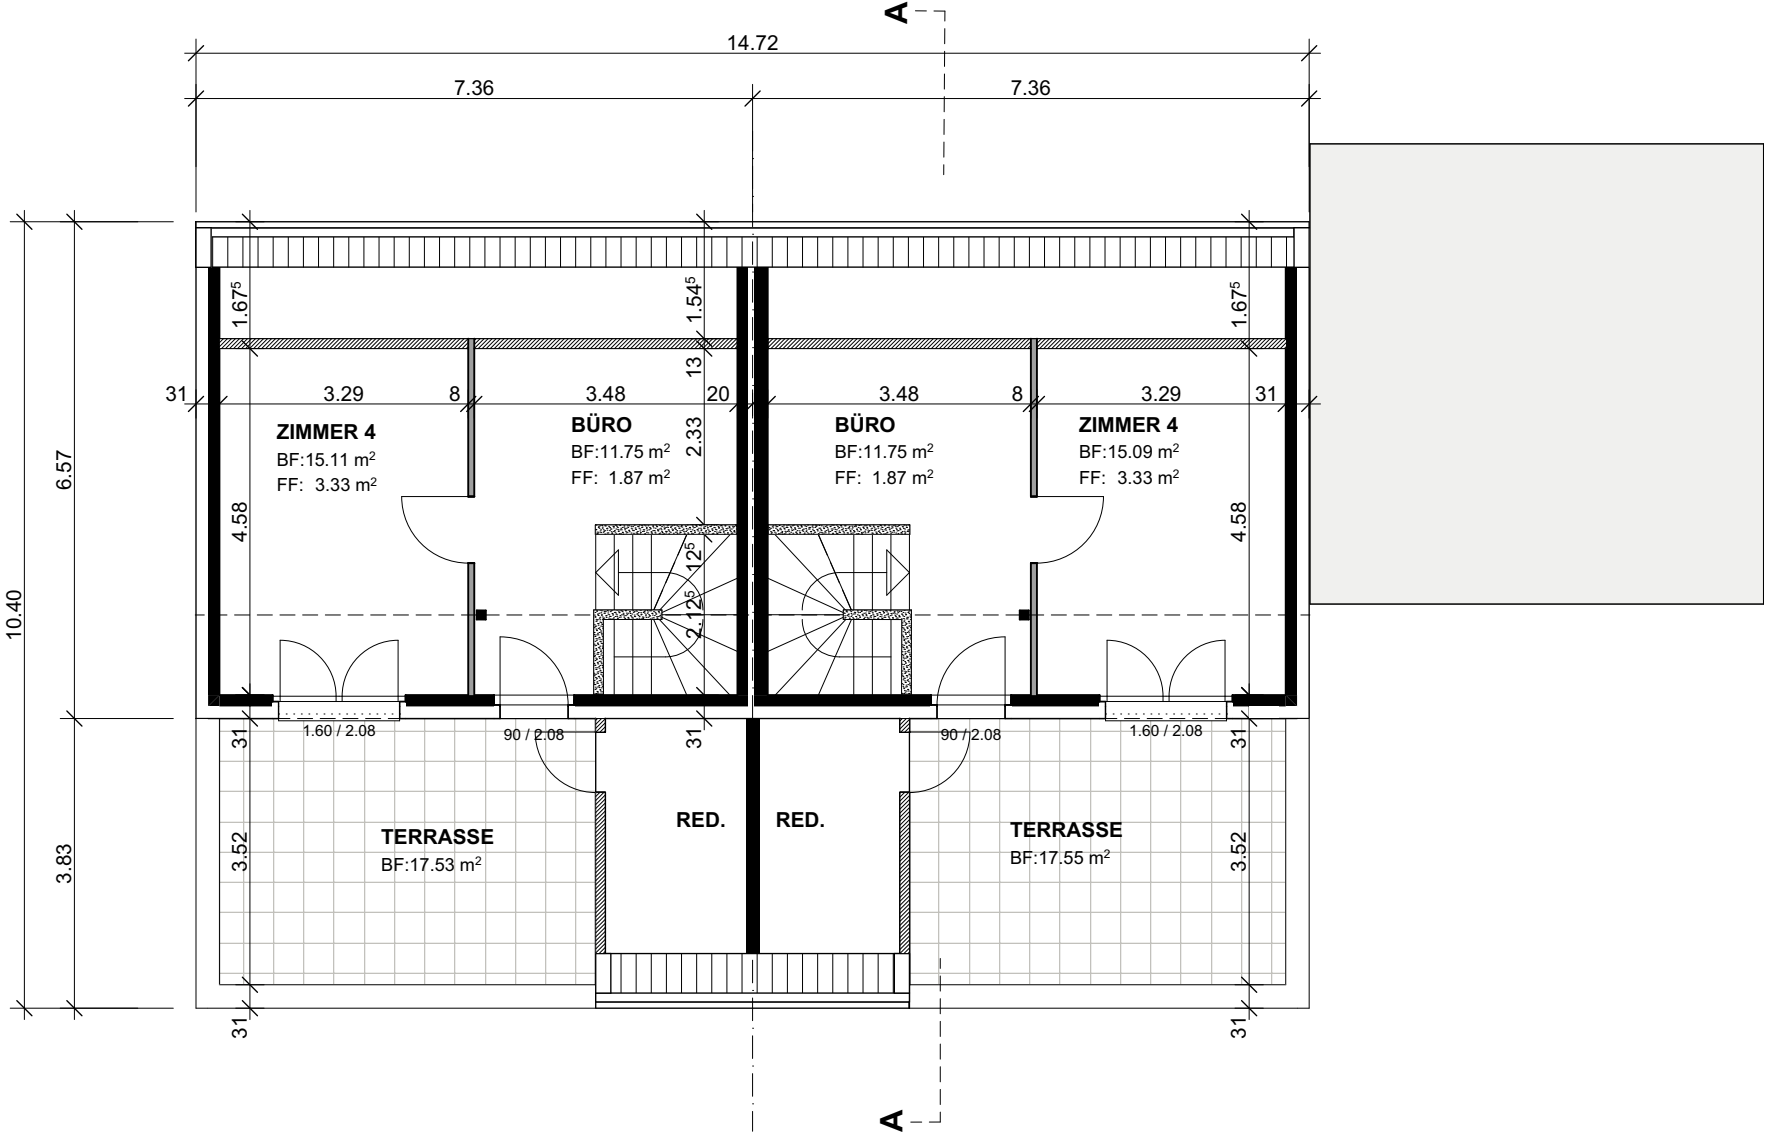 A
14.72
7.36
7.36
1.67⁵
1.54⁵
1.67⁵
13
31
3.29
8
3.48
20
3.48
8
3.29
31
ZIMMER 4
BF:15.11 m²
FF: 3.33 m²
BÜRO
BF:11.75 m²
FF: 1.87 m²
2.33
BÜRO
BF:11.75 m²
FF: 1.87 m²
ZIMMER 4
BF:15.09 m²
FF: 3.33 m²
6.57
10.40
4.58
12⁵
4.58
2.12⁵
31
1.60 / 2.08
90 / 2.08
31
90 / 2.08
1.60 / 2.08
31
3.83
3.52
TERRASSE
BF:17.53 m²
RED.
RED.
TERRASSE
BF:17.55 m²
3.52
31
31
A